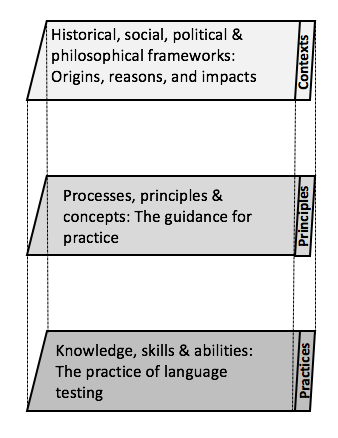 Historical, social, political &
philosophical frameworks:
Origins, reasons, and impacts
Contexts
Processes, principles &
concepts: The guidance for
practice
Principles
Knowledge, skills & abilities:
The practice of language
testing
Practices